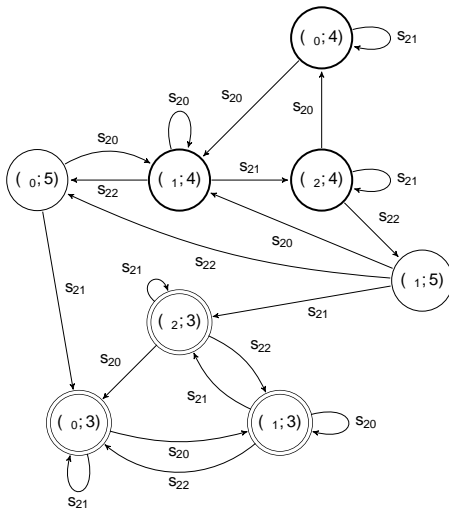 ( ₀; 4)
s₂₁
s₂₀
s₂₀
s₂₀
s₂₀
( ₀; 5)
( ₁; 4)
s₂₁
( ₂; 4)
s₂₁
s₂₂
s₂₂
s₂₀
s₂₂
( ₁; 5)
s₂₁
s₂₁
s₂₁
( ₂; 3)
s₂₀
s₂₂
s₂₁
( ₀; 3)
( ₁; 3)
s₂₀
s₂₀
s₂₂
s₂₁